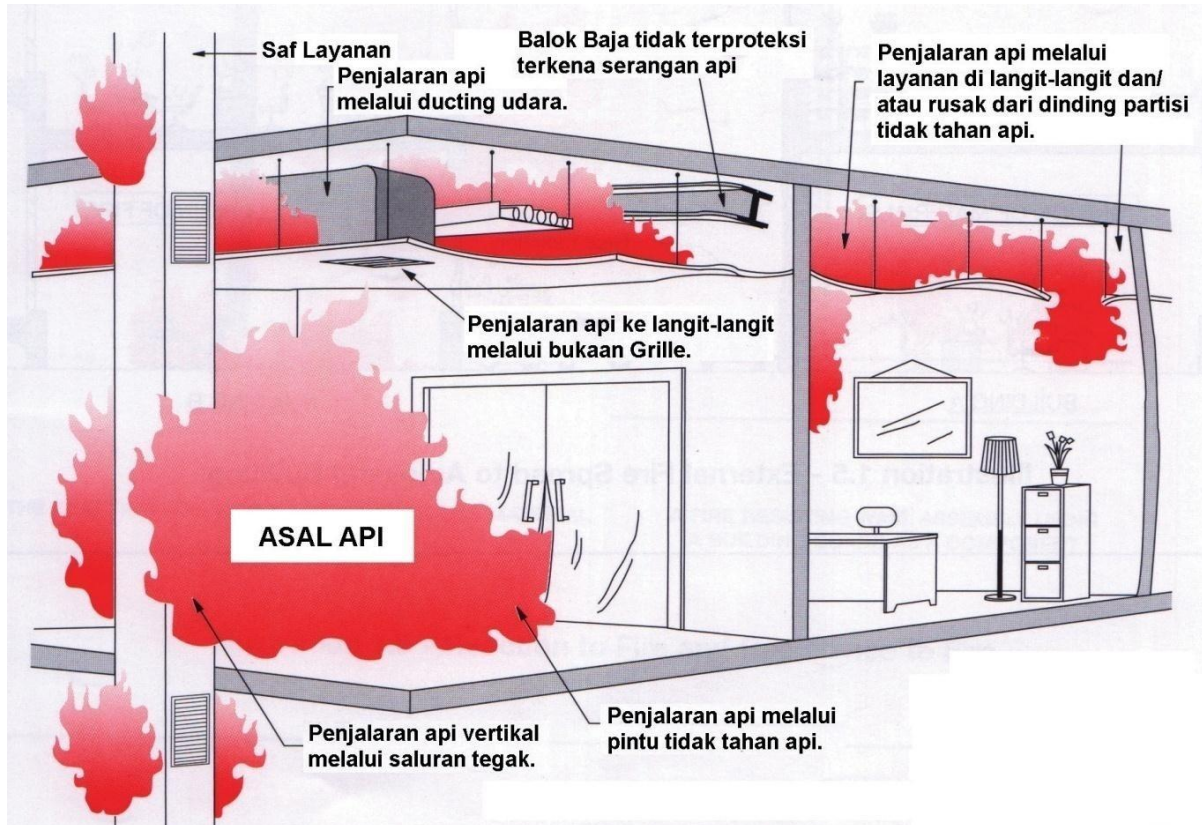 Saf Layanan
Penjalaran api
melalui ducting udara.
Balok Baja tidak terproteksi
terkena serangan api
Penjalaran api melalui
layanan di langit-langit dan/
atau rusak dari dinding partisi
tidak tahan api.
Penjalaran api ke langit-langit
melalui bukaan Grille.
ASAL API
Penjalaran api vertikal
melalui saluran tegak.
Penjalaran api melalui
pintu tidak tahan api.